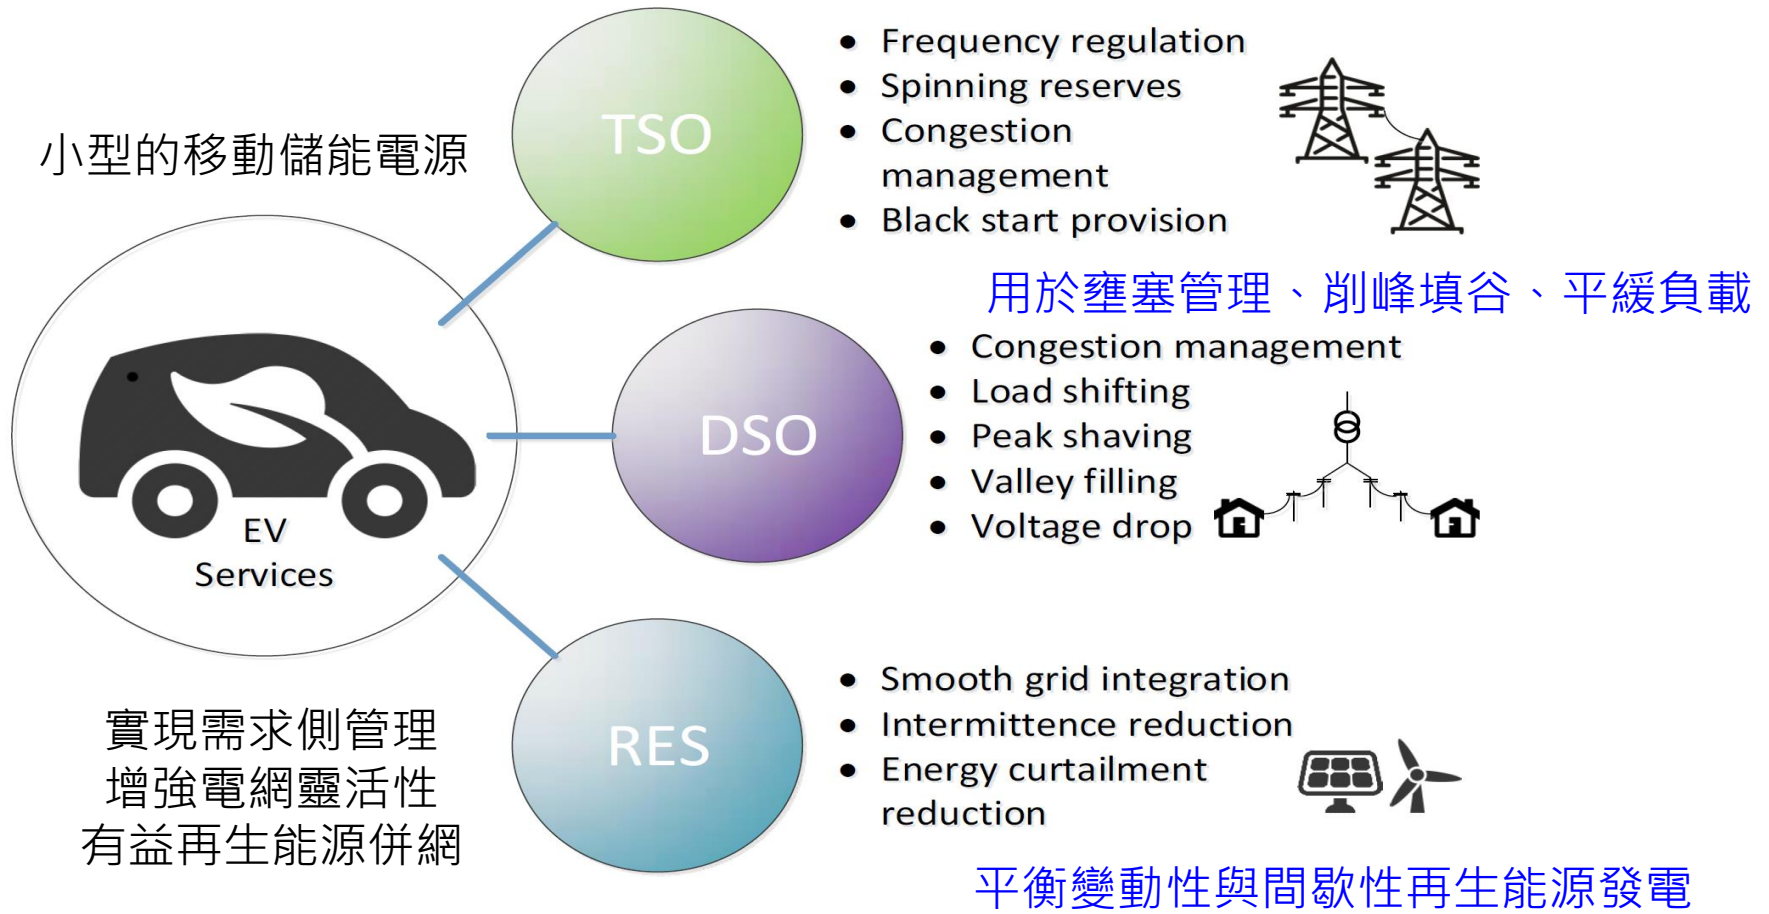 小型的移動儲能電源
TSO
• Frequency regulation
• Spinning reserves
• Congestion
management
• Black start provision
用於壅塞管理、削峰填谷、平緩負載
DSO
• Congestion management
• Load shifting
• Peak shaving
• Valley filling
• Voltage drop
EV
Services
RES
• Smooth grid integration
• Intermittence reduction
• Energy curtailment
reduction
實現需求側管理
增強電網靈活性
有益再生能源併網
平衡變動性與間歇性再生能源發電